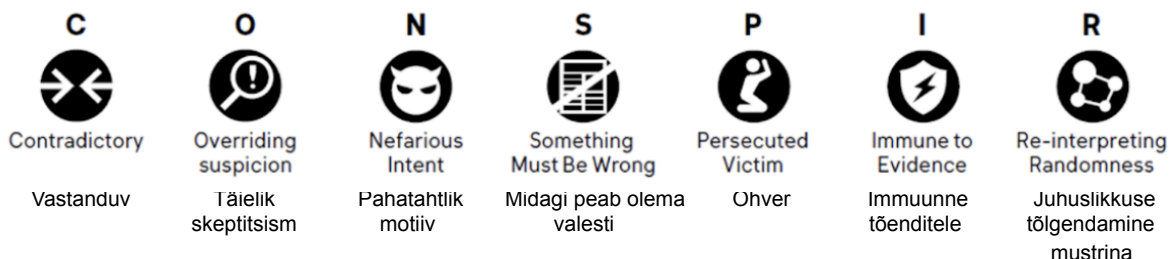 C O N S P I R
Contradictory Overriding suspicion Nefarious Intent Something Must Be Wrong Persecuted Victim Immune to Evidence Re-interpreting Randomness
Vastanduv Täielik skeptitsism Pahatahtlik motiiv Midagi peab olema valesti Ohver Immuunne tõenditele Juhuslikkuse tõlgendamine mustrina